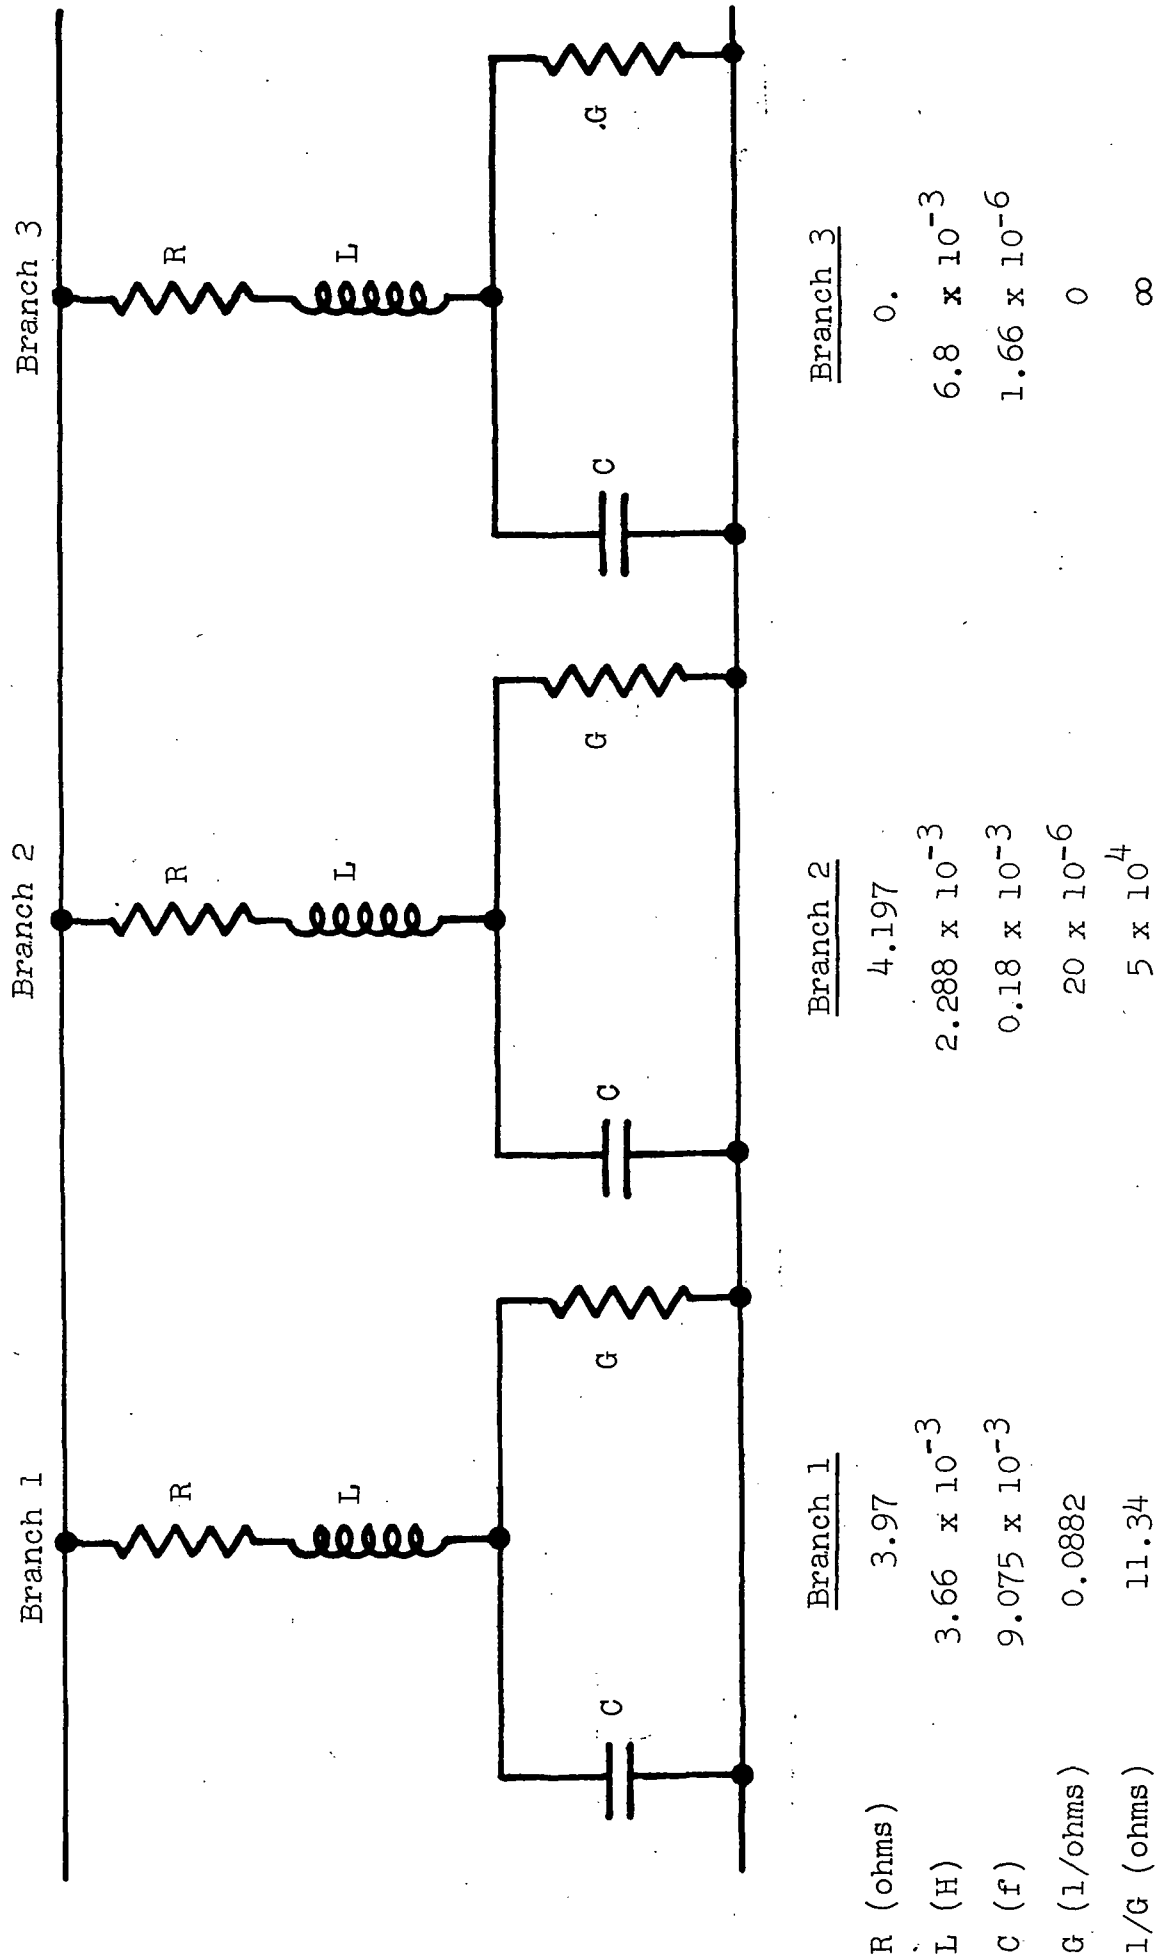 Branch 1 Branch 2 Branch 3
R R R
L L L
C G C G C G
Branch 1 Branch 2 Branch 3
R (ohms) 3.97 4.197 0.
L (H) 3.66 x 10-3 2.288 x 10-3 6.8 x 10-3
C (f) 9.075 x 10-3 0.18 x 10-3 1.66 x 10-6
G (1/ohms) 0.0882 20 x 10-6 0
1/G (ohms) 11.34 5 x 104 ∞